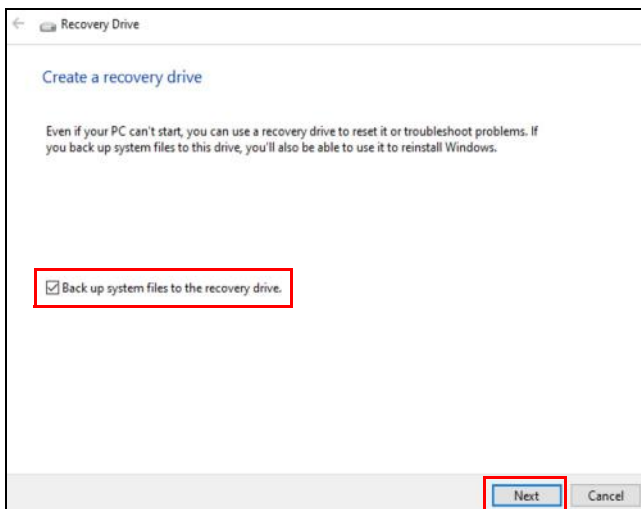 Recovery Drive
Create a recovery drive
Even if your PC can't start, you can use a recovery drive to reset it or troubleshoot problems. If
you back up system files to this drive, you'll also be able to use it to reinstall Windows.
Back up system files to the recovery drive.
Next Cancel